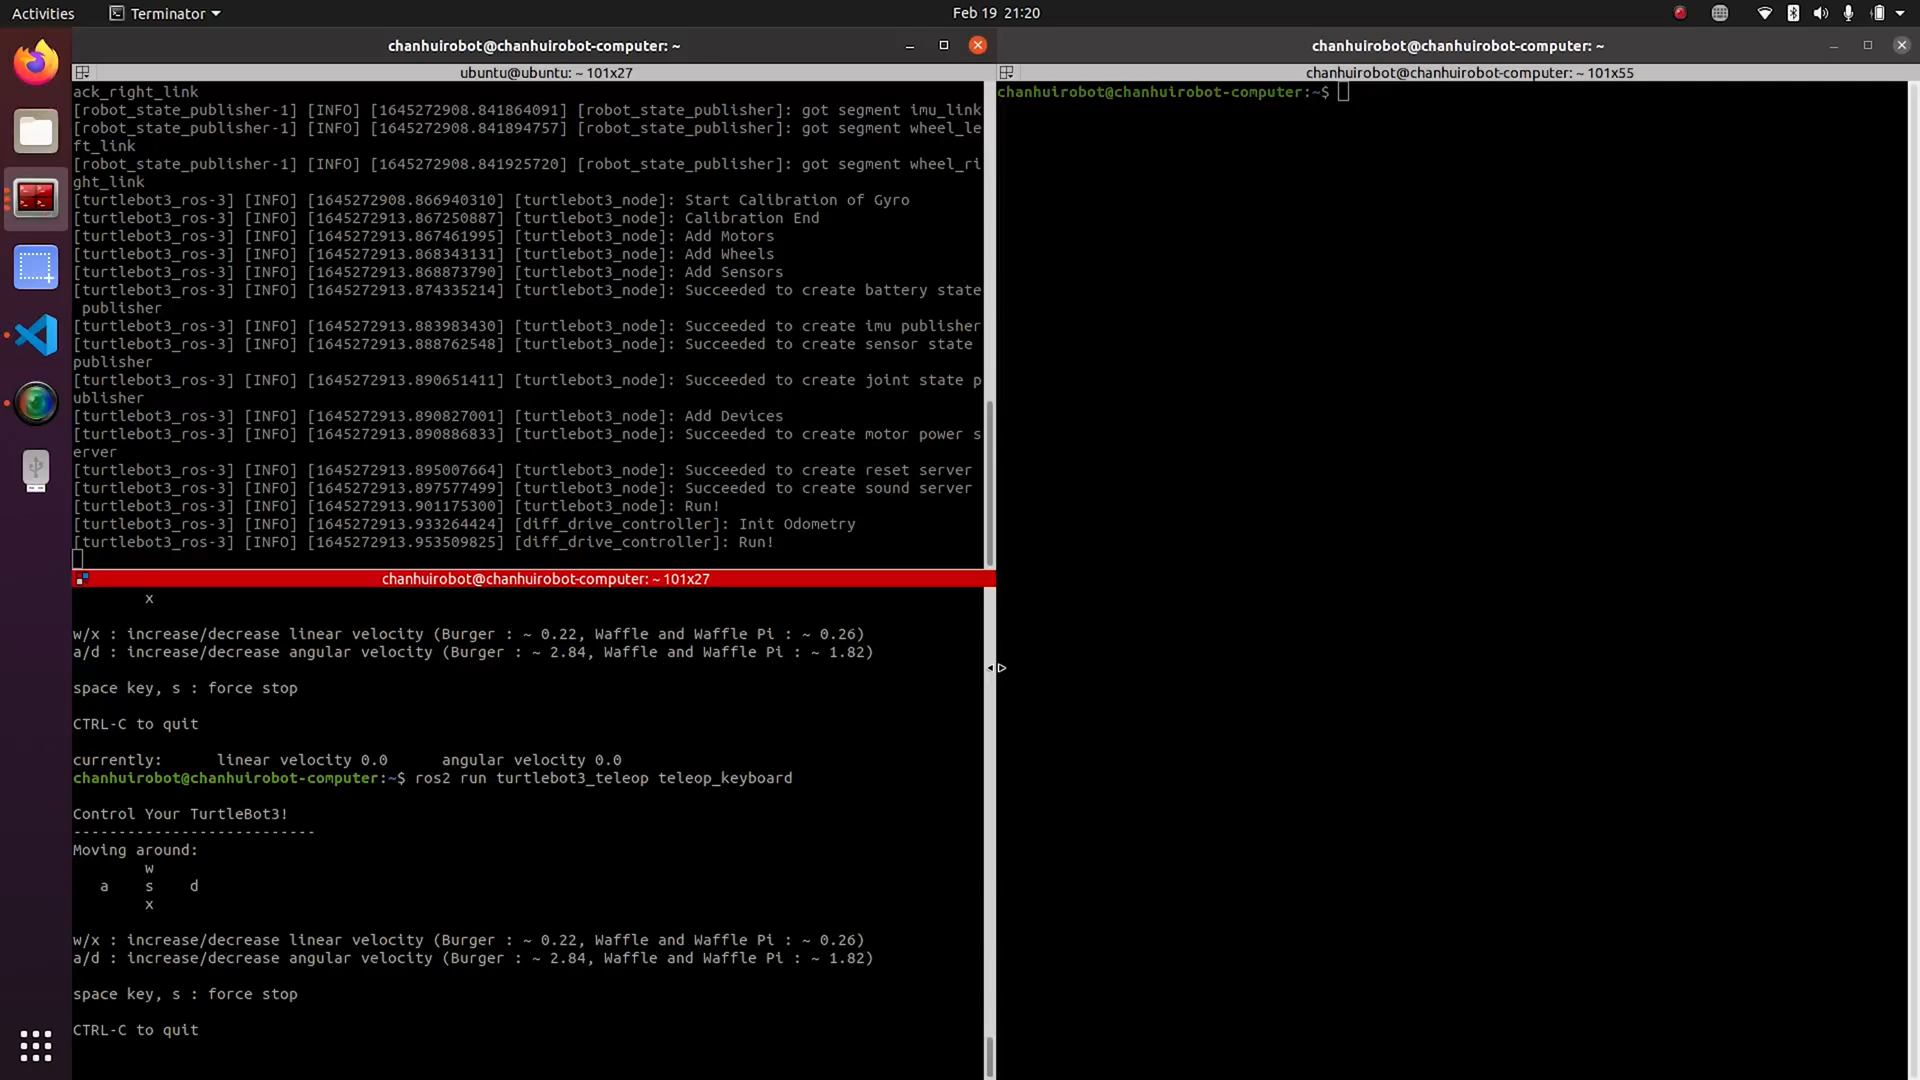 Activities
Terminator
Feb 19 21:20
chanhuirobot@chanhuirobot-computer: ~
ubuntu@ubuntu: ~ 101x27
ack_right_link
[robot_state_publisher-1] [INFO] [1645272908.841864091] [robot_state_publisher]: got segment imu_link
[robot_state_publisher-1] [INFO] [1645272908.841894757] [robot_state_publisher]: got segment wheel_le
ft_link
[robot_state_publisher-1] [INFO] [1645272908.841925720] [robot_state_publisher]: got segment wheel_ri
ght_link
[turtlebot3_ros-3] [INFO] [1645272908.866940310] [turtlebot3_node]: Start Calibration of Gyro
[turtlebot3_ros-3] [INFO] [1645272913.867250887] [turtlebot3_node]: Calibration End
[turtlebot3_ros-3] [INFO] [1645272913.867461995] [turtlebot3_node]: Add Motors
[turtlebot3_ros-3] [INFO] [1645272913.868343131] [turtlebot3_node]: Add Wheels
[turtlebot3_ros-3] [INFO] [1645272913.868873790] [turtlebot3_node]: Add Sensors
[turtlebot3_ros-3] [INFO] [1645272913.874335214] [turtlebot3_node]: Succeeded to create battery state
 publisher
[turtlebot3_ros-3] [INFO] [1645272913.883983430] [turtlebot3_node]: Succeeded to create imu publisher
[turtlebot3_ros-3] [INFO] [1645272913.888762548] [turtlebot3_node]: Succeeded to create sensor state
publisher
[turtlebot3_ros-3] [INFO] [1645272913.890651411] [turtlebot3_node]: Succeeded to create joint state p
ublisher
[turtlebot3_ros-3] [INFO] [1645272913.890827001] [turtlebot3_node]: Add Devices
[turtlebot3_ros-3] [INFO] [1645272913.890886833] [turtlebot3_node]: Succeeded to create motor power s
erver
[turtlebot3_ros-3] [INFO] [1645272913.895007664] [turtlebot3_node]: Succeeded to create reset server
[turtlebot3_ros-3] [INFO] [1645272913.897577499] [turtlebot3_node]: Succeeded to create sound server
[turtlebot3_ros-3] [INFO] [1645272913.901175300] [turtlebot3_node]: Run!
[turtlebot3_ros-3] [INFO] [1645272913.933264424] [diff_drive_controller]: Init Odometry
[turtlebot3_ros-3] [INFO] [1645272913.953509825] [diff_drive_controller]: Run!
chanhuirobot@chanhuirobot-computer: ~ 101x27
x
w/x : increase/decrease linear velocity (Burger : ~ 0.22, Waffle and Waffle Pi : ~ 0.26)
a/d : increase/decrease angular velocity (Burger : ~ 2.84, Waffle and Waffle Pi : ~ 1.82)
space key, s : force stop
CTRL-C to quit
currently:      linear velocity 0.0      angular velocity 0.0
chanhuirobot@chanhuirobot-computer:~$ ros2 run turtlebot3_teleop teleop_keyboard
Control Your TurtleBot3!
---------------------------
Moving around:
w
a    s    d
x
w/x : increase/decrease linear velocity (Burger : ~ 0.22, Waffle and Waffle Pi : ~ 0.26)
a/d : increase/decrease angular velocity (Burger : ~ 2.84, Waffle and Waffle Pi : ~ 1.82)
space key, s : force stop
CTRL-C to quit
chanhuirobot@chanhuirobot-computer: ~
chanhuirobot@chanhuirobot-computer: ~ 101x55
chanhuirobot@chanhuirobot-computer:~$